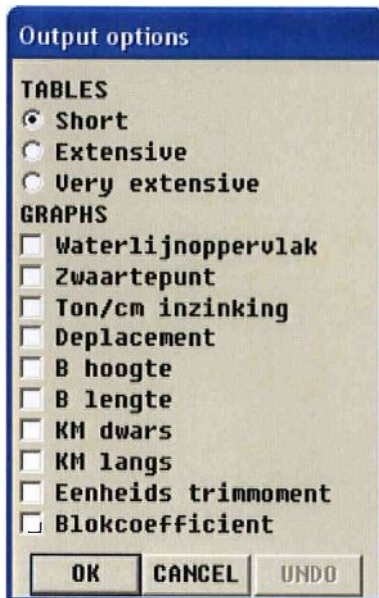 Output options
TABLES
Short
Extensive
Very extensive
GRAPHS
Waterlijnoppervlak
Zwaartepunt
Ton/cm inzinking
Deplacement
B hoogte
B lengte
KM dwars
KM langs
Eenheids trimmoment
Blokcoefficient
OK CANCEL UNDO